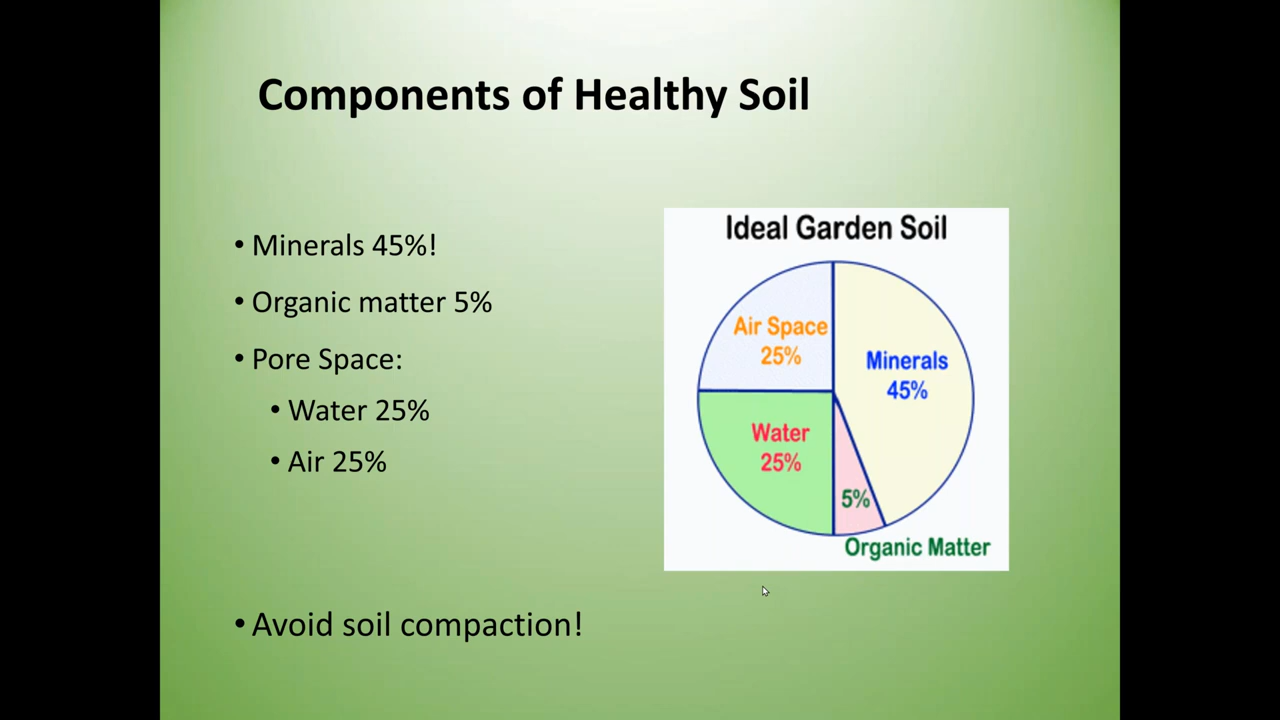 Components of Healthy Soil
• Minerals 45%!
• Organic matter 5%
• Pore Space:
• Water 25%
• Air 25%
• Avoid soil compaction!
Ideal Garden Soil
Air Space
25%
Minerals
45%
Water
25%
5%
Organic Matter